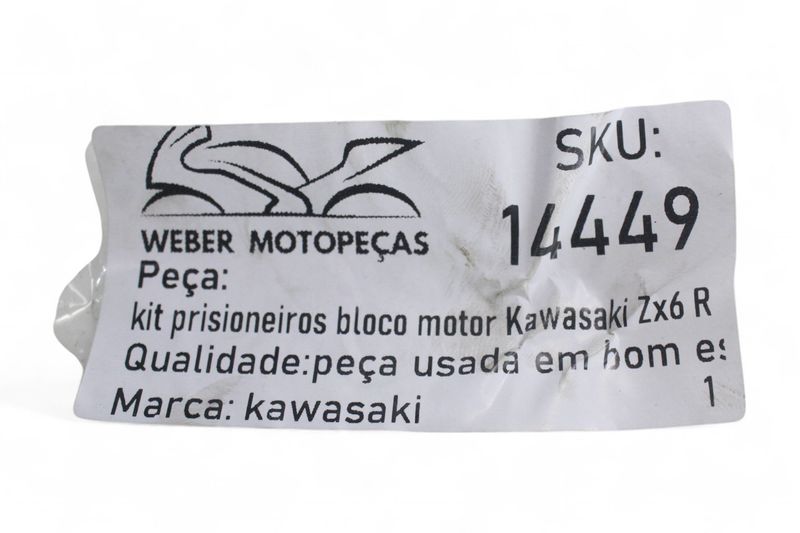 SKU:
14449
WEBER MOTOPEÇAS
Peça:
kit prisioneiros bloco motor Kawasaki Zx6 R
Qualidade:peça usada em bom es
Marca: kawasaki
1